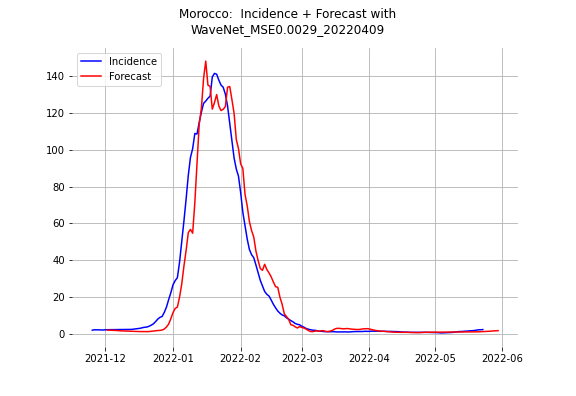 Morocco:  Incidence + Forecast with
WaveNet_MSE0.0029_20220409
Incidence
Forecast
140
120
100
80
60
40
20
0
2021-12 2022-01 2022-02 2022-03 2022-04 2022-05 2022-06